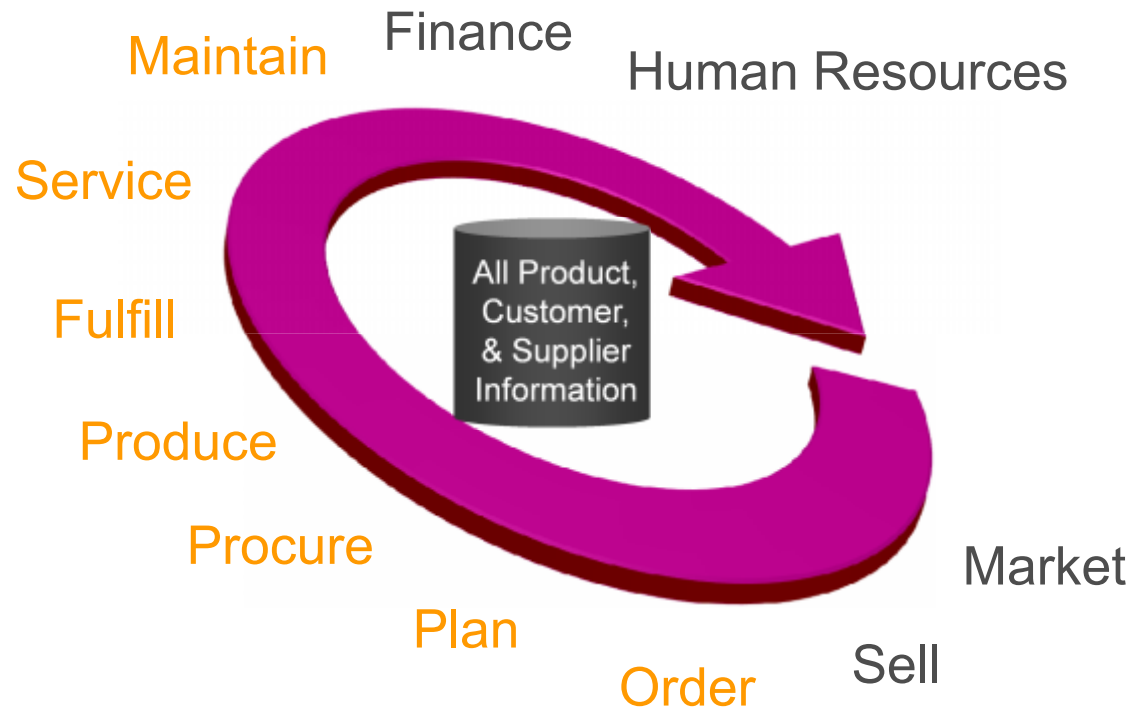 Finance
Maintain
Human Resources
Service
All Product,
Customer,
& Supplier
Information
Fulfill
Produce
Procure
Market
Plan
Sell
Order